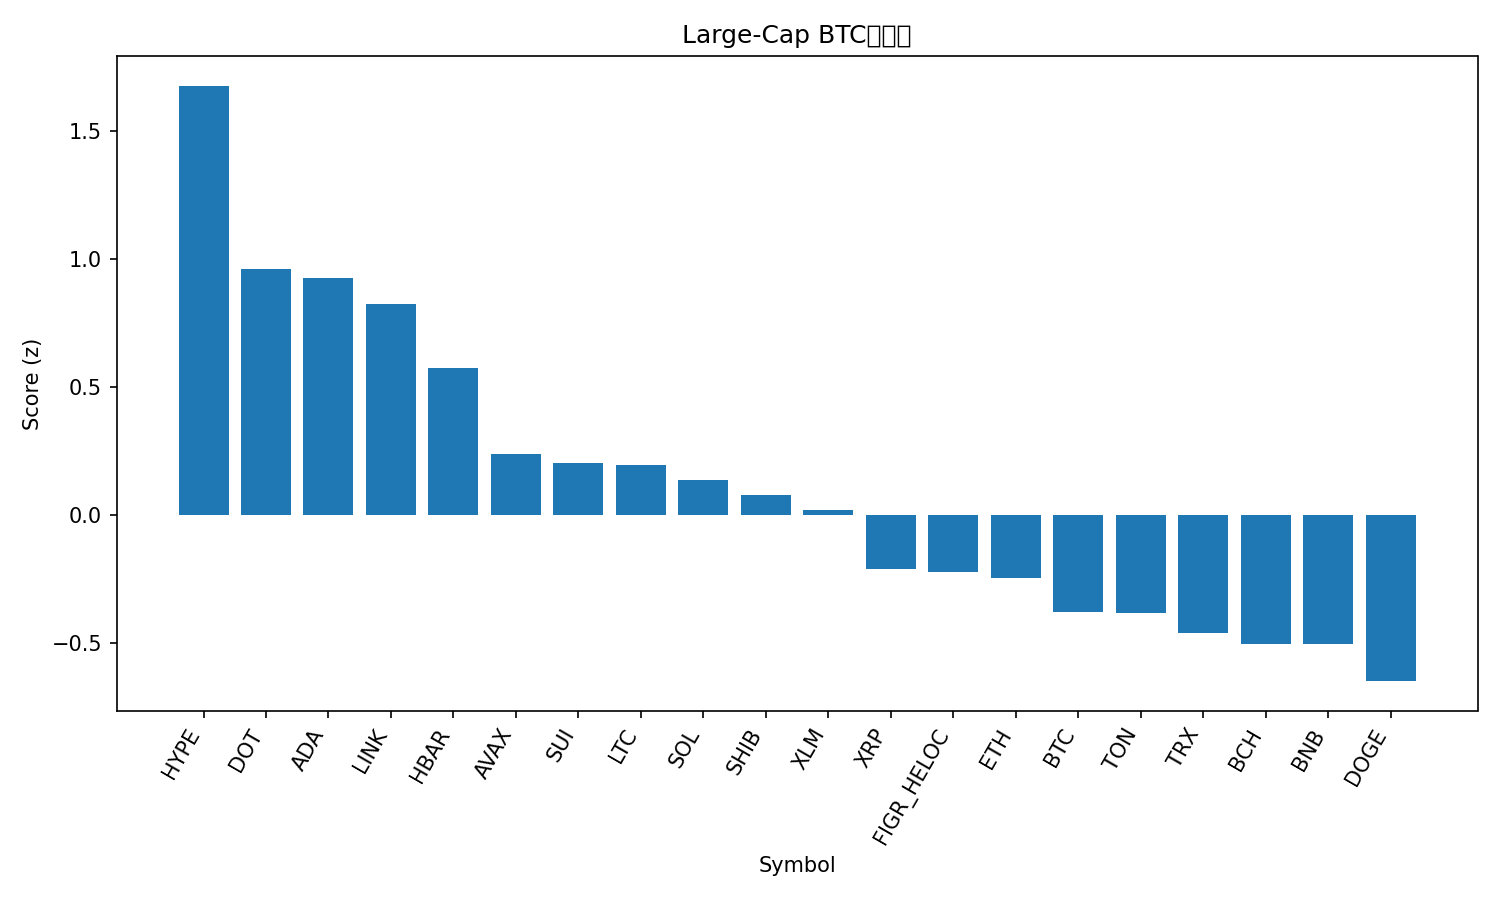 Large-Cap BTC
1.5
1.0
0.5
0.0
−0.5
Score (z)
HYPE
DOT
ADA
LINK
HBAR
AVAX
SUI
LTC
SOL
SHIB
XLM
XRP
FIGR_HELOC
ETH
BTC
TON
TRX
BCH
BNB
DOGE
Symbol